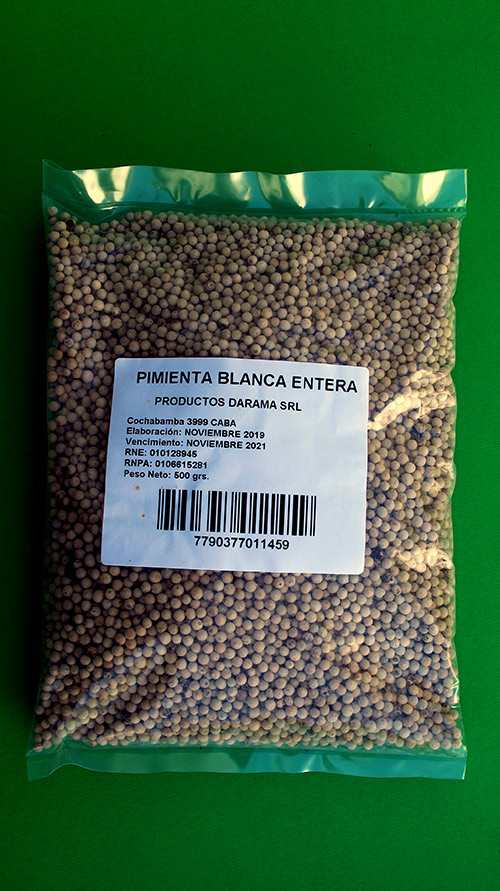 PIMIENTA BLANCA ENTERA
PRODUCTOS DARAMA SRL
Cochabamba 3999 CABA
Elaboración: NOVIEMBRE 2019
Vencimiento: NOVIEMBRE 2021
RNE: 010128945
RNPA: 0106615281
Peso Neto: 500 grs.
7790377011459